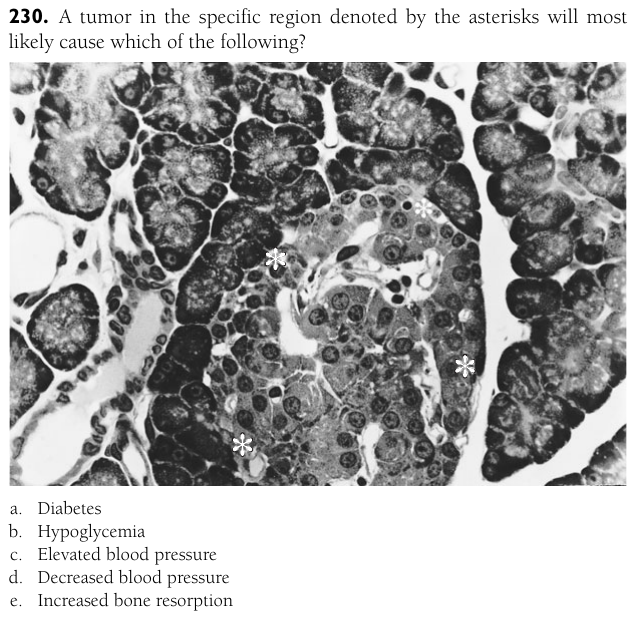 230. A tumor in the specific region denoted by the asterisks will most
likely cause which of the following?
a. Diabetes
b. Hypoglycemia
c. Elevated blood pressure
d. Decreased blood pressure
e. Increased bone resorption